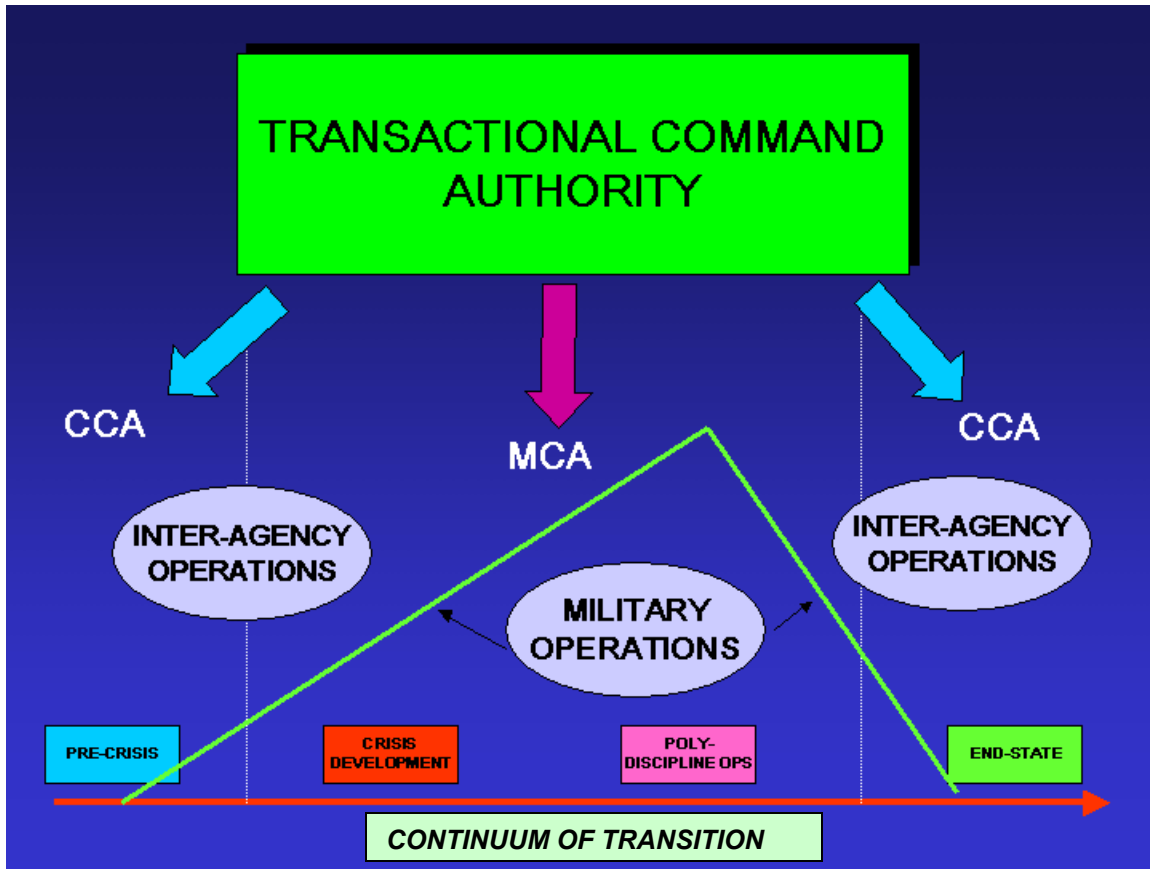 TRANSACTIONAL COMMAND
AUTHORITY
CCA
MCA
CCA
INTER-AGENCY
OPERATIONS
MILITARY
OPERATIONS
INTER-AGENCY
OPERATIONS
PRE-CRISIS
CRISIS
DEVELOPMENT
POLY-
DISCIPLINE OPS
END-STATE
CONTINUUM OF TRANSITION